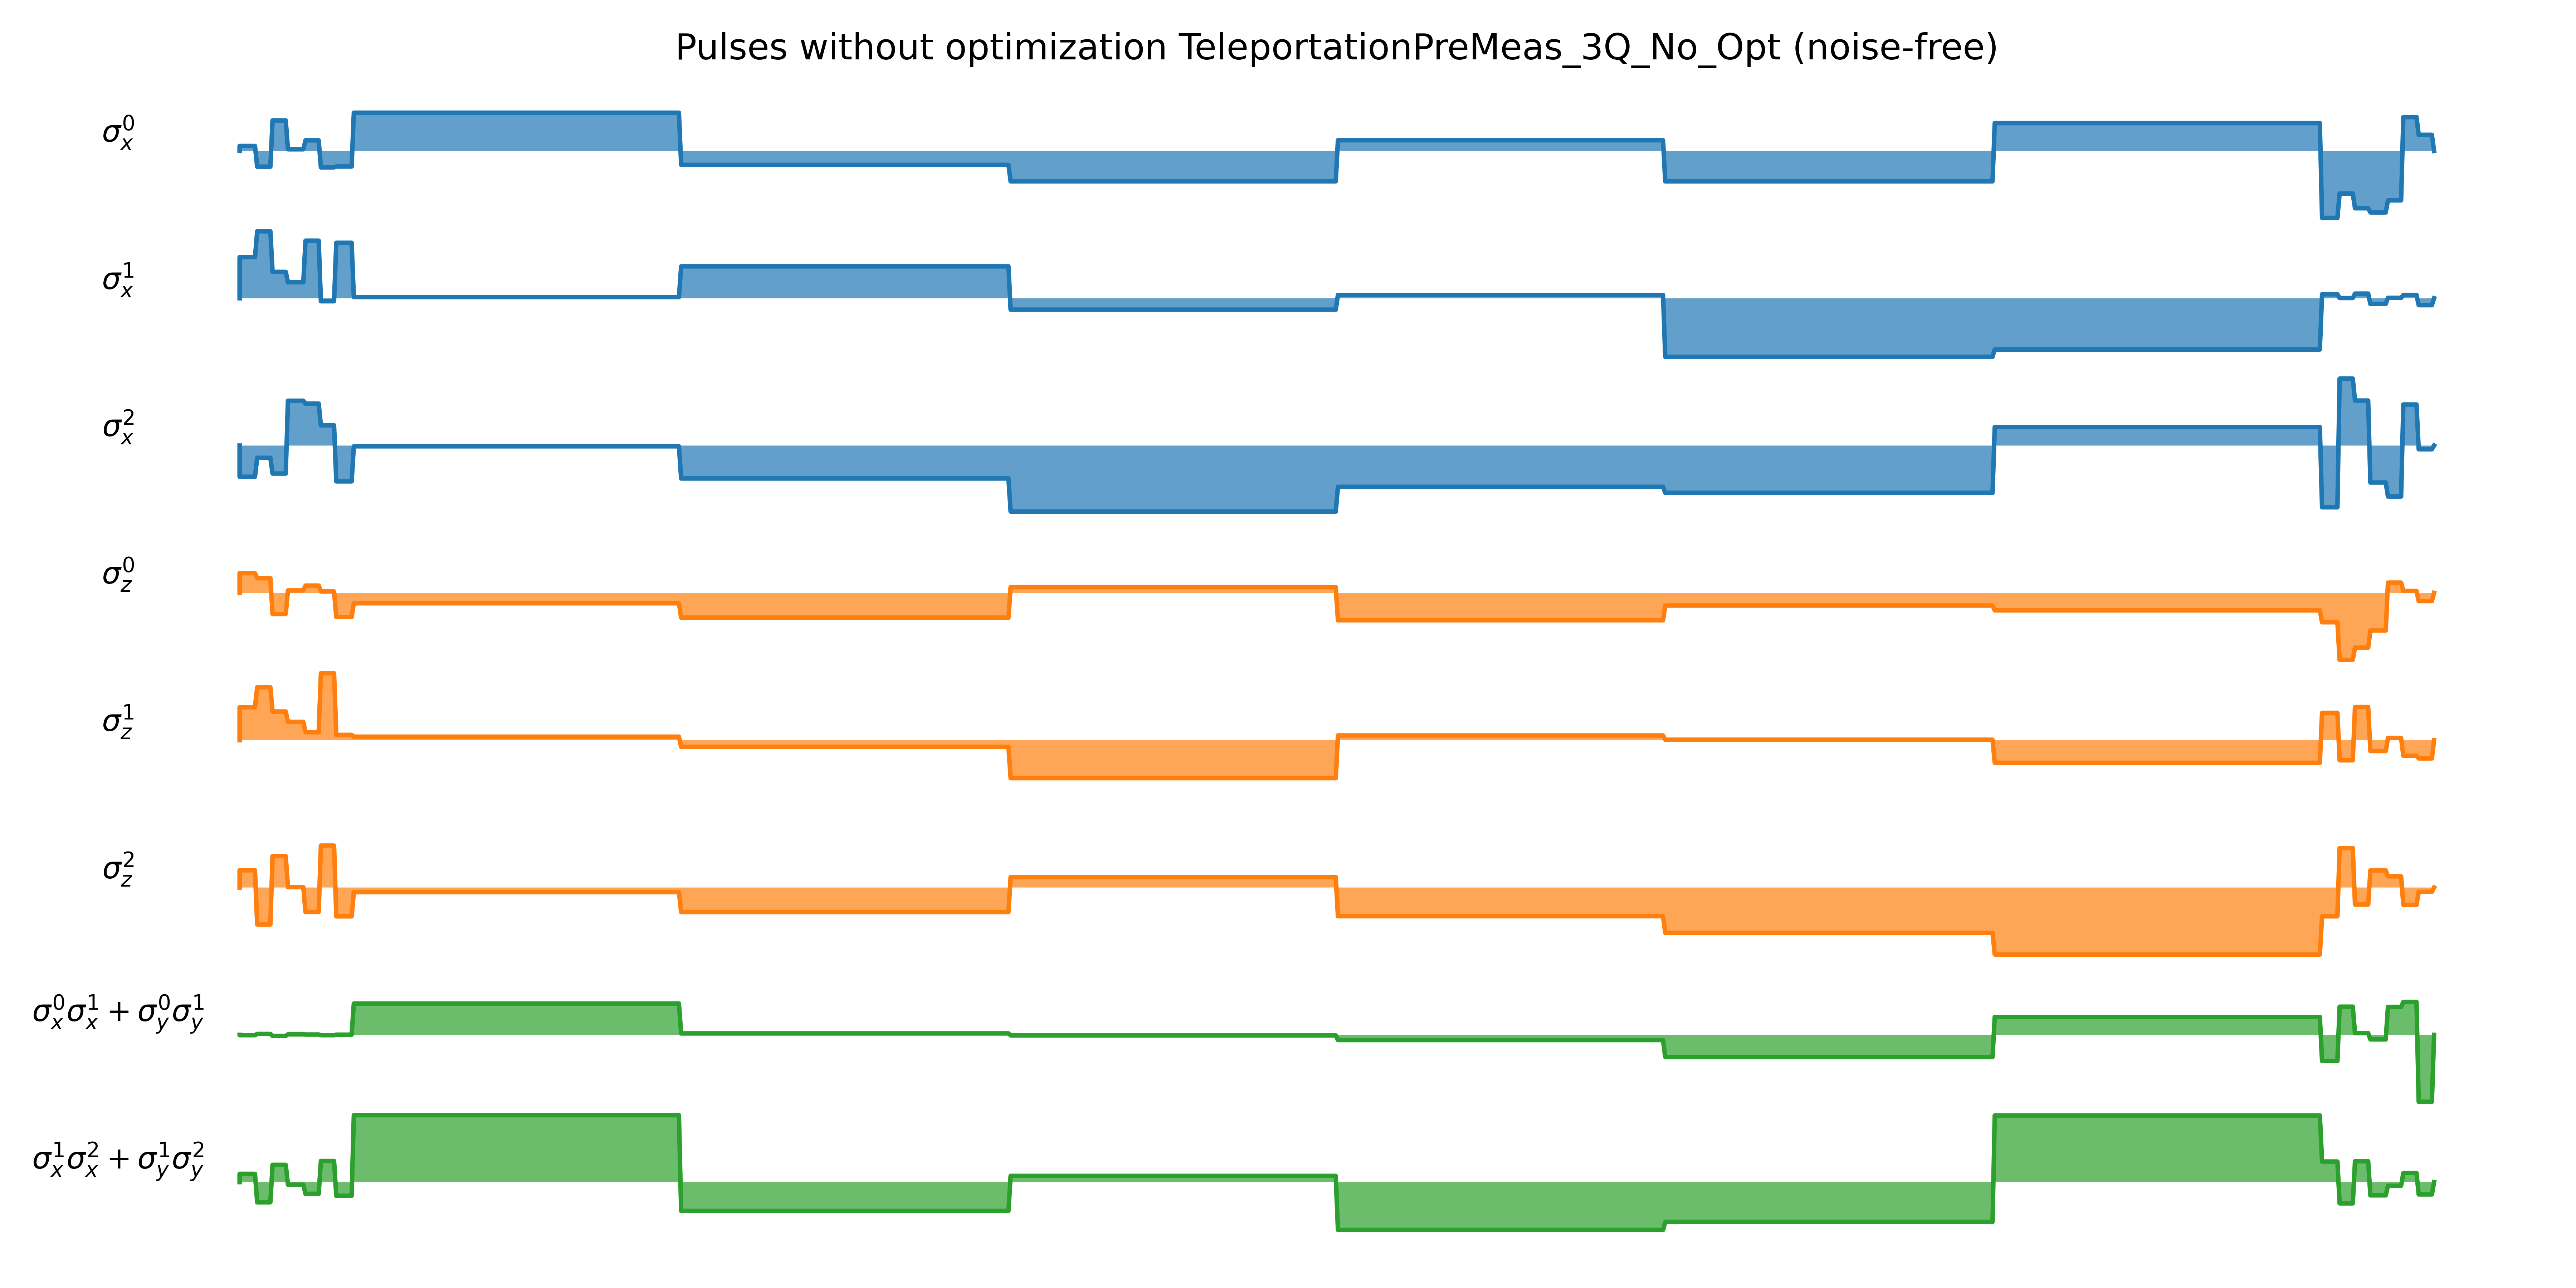 Pulses without optimization TeleportationPreMeas_3Q_No_Opt (noise-free)
σ_x^0
σ_x^1
σ_x^2
σ_z^0
σ_z^1
σ_z^2
σ_x^0σ_x^1 + σ_y^0σ_y^1
σ_x^1σ_x^2 + σ_y^1σ_y^2